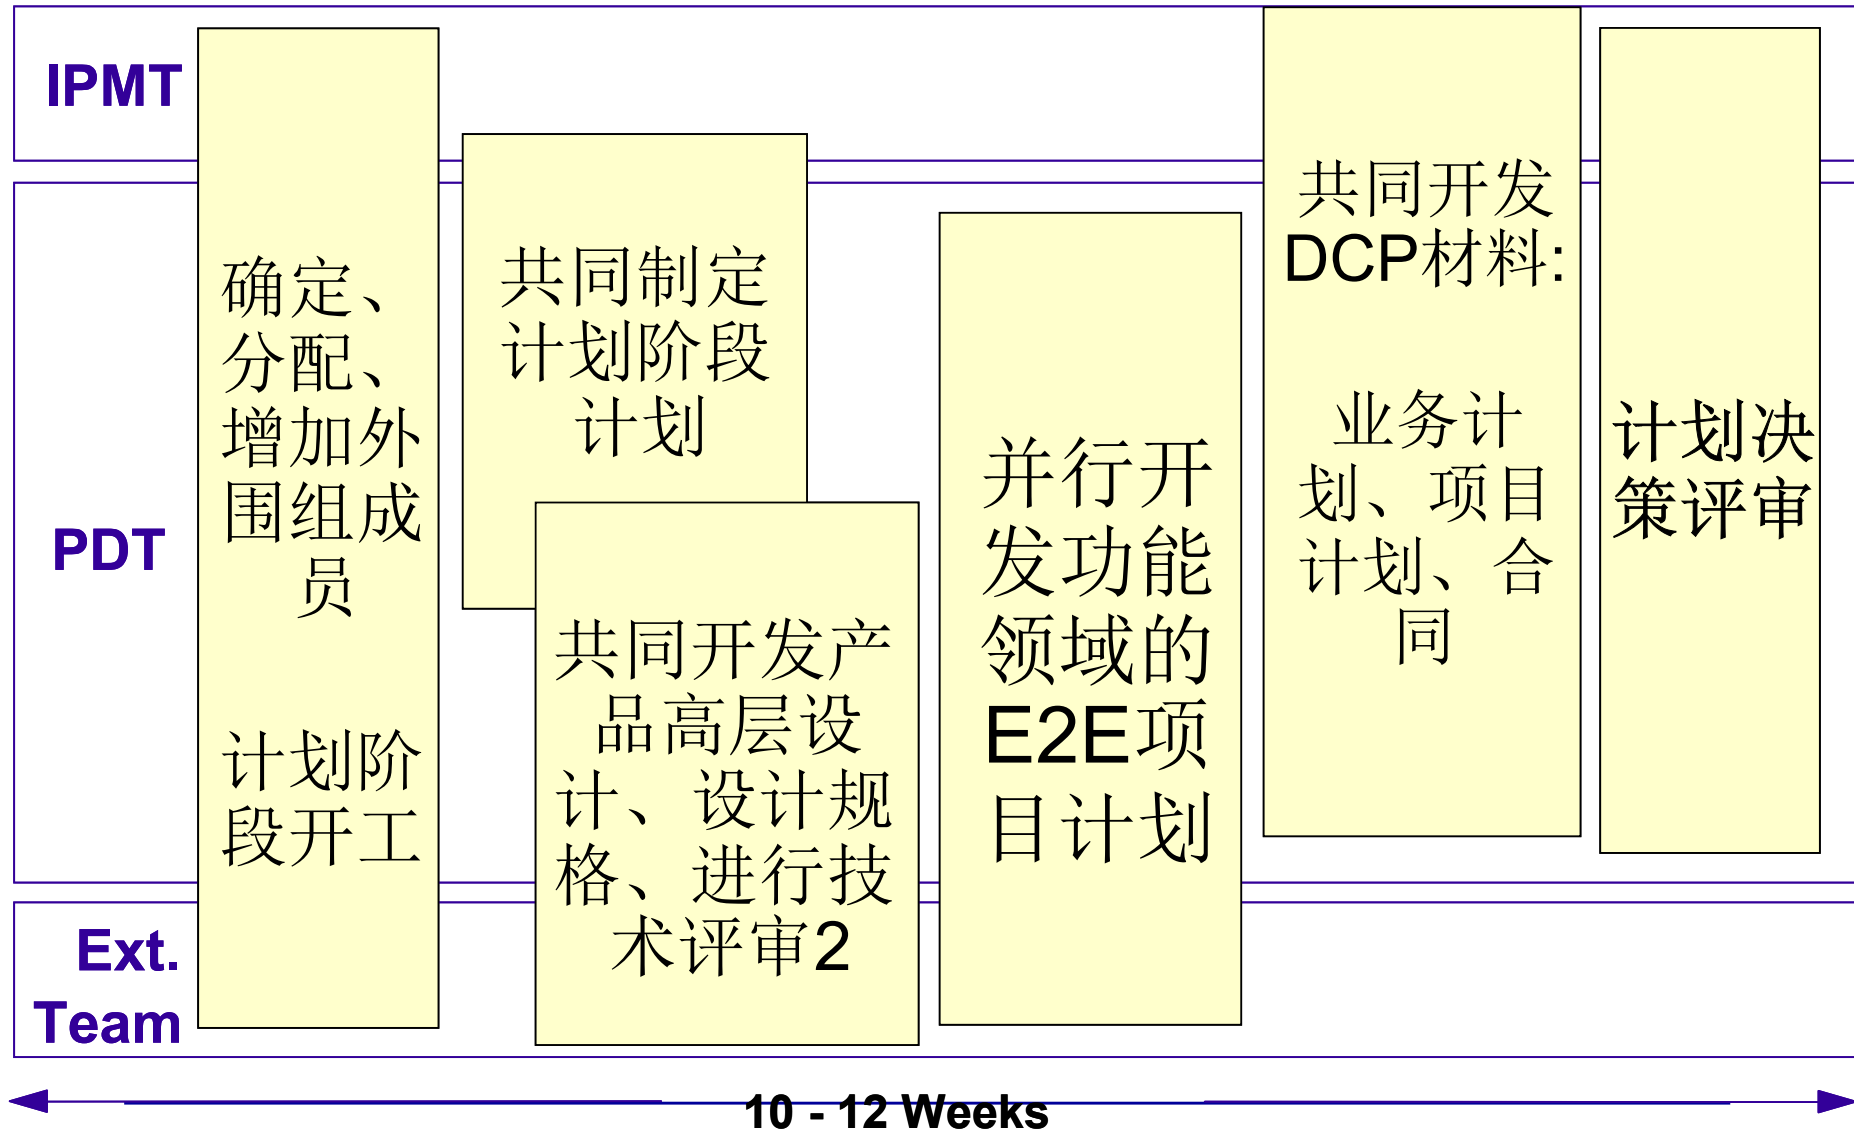 IPMT
PDT
Ext.
Team
确定、
分配、
增加外
围组成
员
计划阶
段开工
共同制定
计划阶段
计划
共同开发产
品高层设
计、设计规
格、进行技
术评审2
并行开
发功能
领域的
E2E项
目计划
共同开发
DCP材料:
业务计
划、项目
计划、合
同
计划决
策评审
10 - 12 Weeks